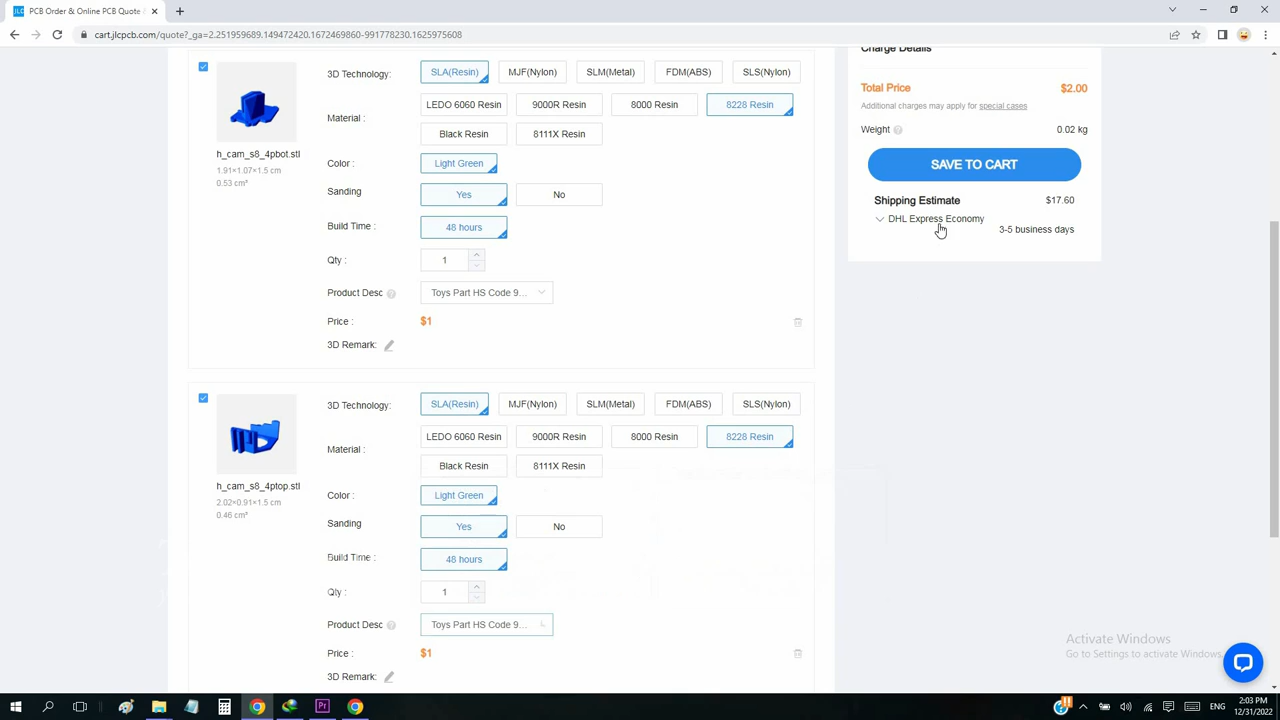 PCB Order & Online PCB Quote - J
cart.jlcpcb.com/quote?_ga=2.251959689.149472420.1672469860-991778230.1625975608
Charge Details
3D Technology:
SLA(Resin)
MJF(Nylon)
SLM(Metal)
FDM(ABS)
SLS(Nylon)
Total Price
$2.00
Additional charges may apply for special cases
Material :
LEDO 6060 Resin
9000R Resin
8000 Resin
8228 Resin
Black Resin
8111X Resin
Weight
0.02 kg
h_cam_s8_4pbot.stl
1.91×1.07×1.5 cm
0.53 cm³
Color :
Light Green
SAVE TO CART
Sanding
Yes
No
Shipping Estimate
$17.60
DHL Express Economy
3-5 business days
Build Time :
48 hours
Qty :
1
Product Desc
Toys Part HS Code 9...
Price :
$1
3D Remark:
3D Technology:
SLA(Resin)
MJF(Nylon)
SLM(Metal)
FDM(ABS)
SLS(Nylon)
Material :
LEDO 6060 Resin
9000R Resin
8000 Resin
8228 Resin
Black Resin
8111X Resin
h_cam_s8_4ptop.stl
2.02×0.91×1.5 cm
0.46 cm³
Color :
Light Green
Sanding
Yes
No
Build Time :
48 hours
Qty :
1
Product Desc
Toys Part HS Code 9...
Price :
$1
3D Remark:
Activate Windows
Go to Settings to activate Windows.
ENG
2:03 PM
12/31/2022